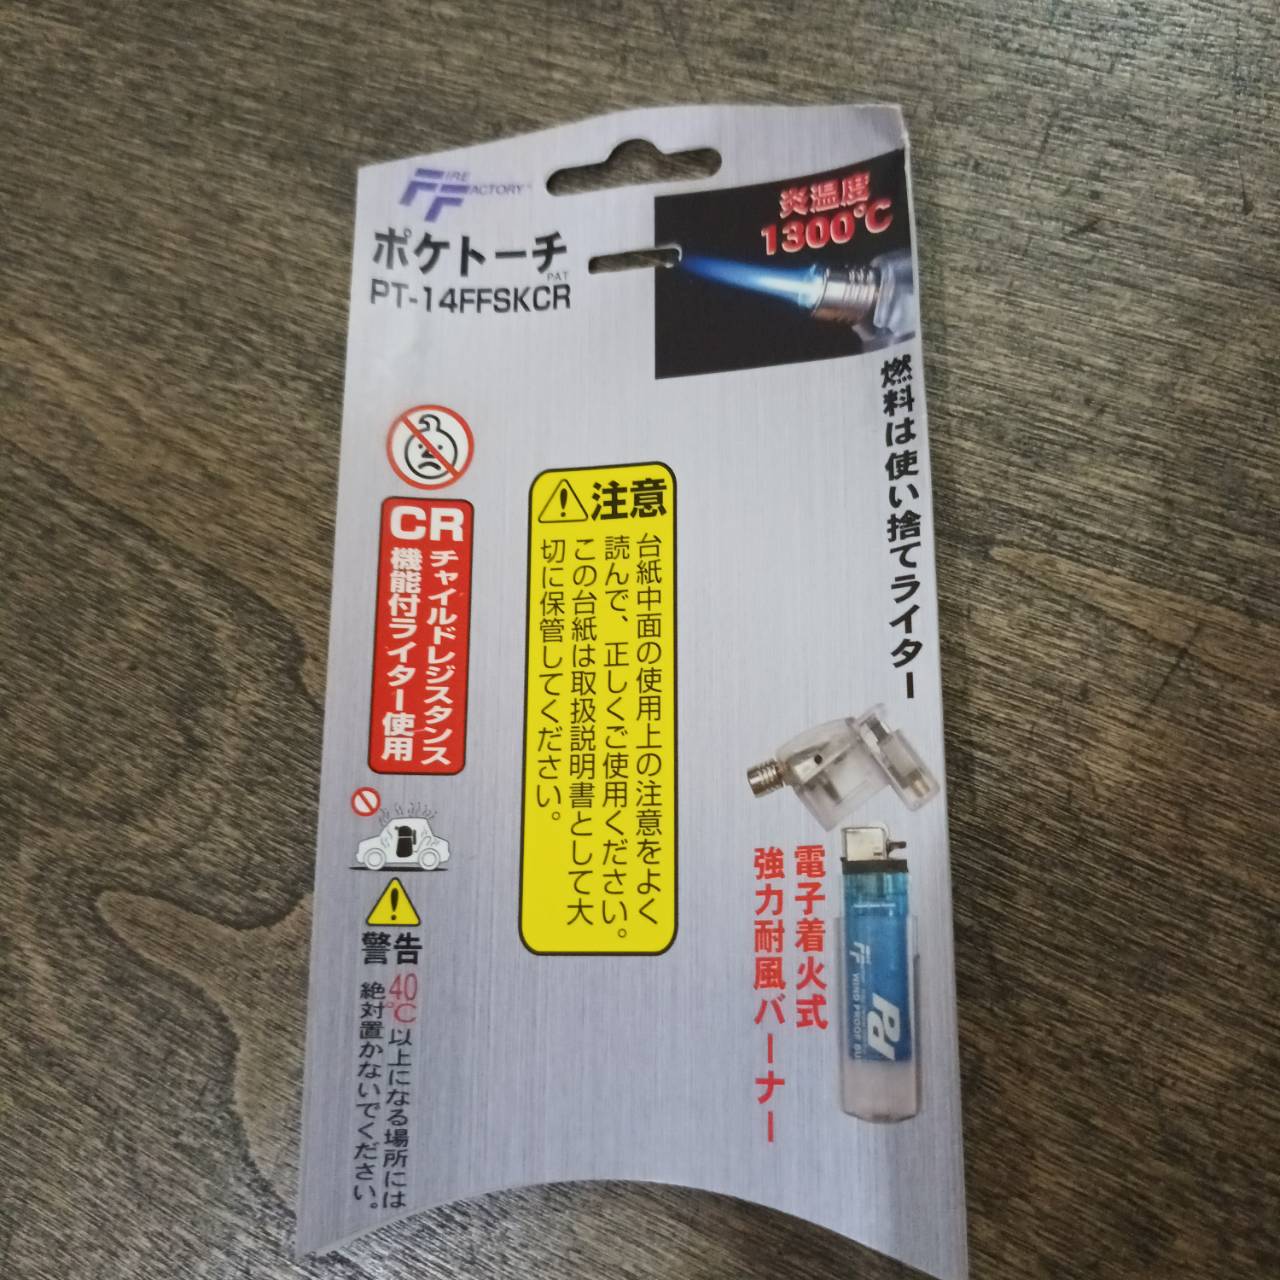 FIRE
FACTORY
ポケトーチ
PAT
PT-14FFSKCR
炎温度
1300℃
燃料は使い捨てライター
CR
チャイルドレジスタンス
機能付ライター使用
注意
台紙中面の使用上の注意をよく
読んで、正しくご使用ください。
この台紙は取扱説明書として大
切に保管してください。
警告
40℃以上になる場所には
絶対置かないでください。
電子着火式
強力耐風バーナー